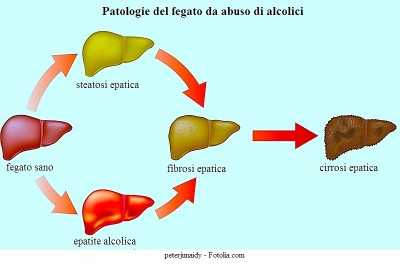 Patologie del fegato da abuso di alcolici
steatosi epatica
fegato sano
fibrosi epatica
cirrosi epatica
epatite alcolica
peterjunaidy - Fotolia.com